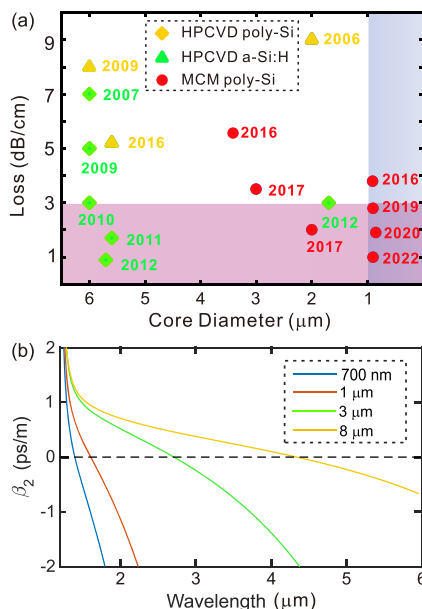 (a)
HPCVD poly-Si
HPCVD a-Si:H
MCM poly-Si
Loss (dB/cm)
9
7
5
3
1
2009
2006
2007
2016
2016
2009
2017
2016
2010
2012
2019
2011
2017
2020
2012
2022
6
5
4
3
2
1
Core Diameter (μm)
(b)
β2 (ps/m)
2
1
0
-1
-2
700 nm
1 μm
3 μm
8 μm
2
3
4
5
6
Wavelength (μm)